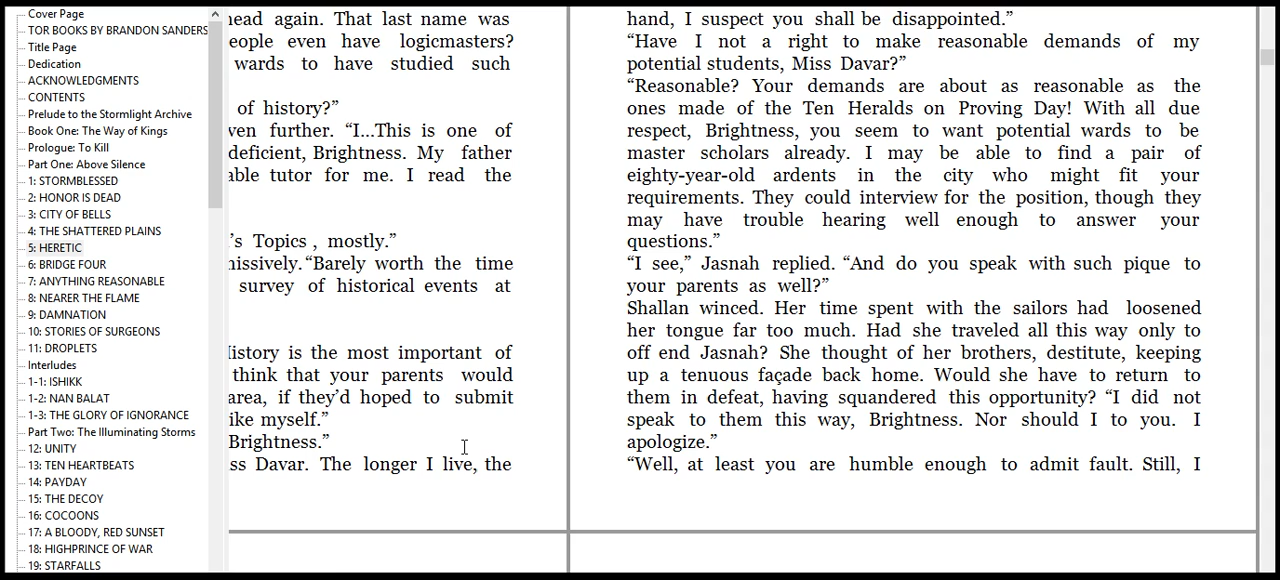 Cover Page
TOR BOOKS BY BRANDON SANDERS
Title Page
Dedication
ACKNOWLEDGMENTS
CONTENTS
Prelude to the Stormlight Archive
Book One: The Way of Kings
Prologue: To Kill
Part One: Above Silence
1: STORMBLESSED
2: HONOR IS DEAD
3: CITY OF BELLS
4: THE SHATTERED PLAINS
5: HERETIC
6: BRIDGE FOUR
7: ANYTHING REASONABLE
8: NEARER THE FLAME
9: DAMNATION
10: STORIES OF SURGEONS
11: DROPLETS
Interludes
1-1: ISHIKK
1-2: NAN BALAT
1-3: THE GLORY OF IGNORANCE
Part Two: The Illuminating Storms
12: UNITY
13: TEN HEARTBEATS
14: PAYDAY
15: THE DECOY
16: COCOONS
17: A BLOODY, RED SUNSET
18: HIGHPRINCE OF WAR
19: STARFALLS
ead again. That last name was
eople even have logicmasters?
wards to have studied such
of history?”
ven further. “I...This is one of
deficient, Brightness. My father
able tutor for me. I read the
’s Topics , mostly.”
missively.“Barely worth the time
survey of historical events at
History is the most important of
think that your parents would
area, if they’d hoped to submit
ike myself.”
Brightness.”
ss Davar. The longer I live, the
hand, I suspect you shall be disappointed.”
“Have I not a right to make reasonable demands of my
potential students, Miss Davar?”
“Reasonable? Your demands are about as reasonable as the
ones made of the Ten Heralds on Proving Day! With all due
respect, Brightness, you seem to want potential wards to be
master scholars already. I may be able to find a pair of
eighty-year-old ardents in the city who might fit your
requirements. They could interview for the position, though they
may have trouble hearing well enough to answer your
questions.”
“I see,” Jasnah replied. “And do you speak with such pique to
your parents as well?”
Shallan winced. Her time spent with the sailors had loosened
her tongue far too much. Had she traveled all this way only to
off end Jasnah? She thought of her brothers, destitute, keeping
up a tenuous façade back home. Would she have to return to
them in defeat, having squandered this opportunity? “I did not
speak to them this way, Brightness. Nor should I to you. I
apologize.”
“Well, at least you are humble enough to admit fault. Still, I